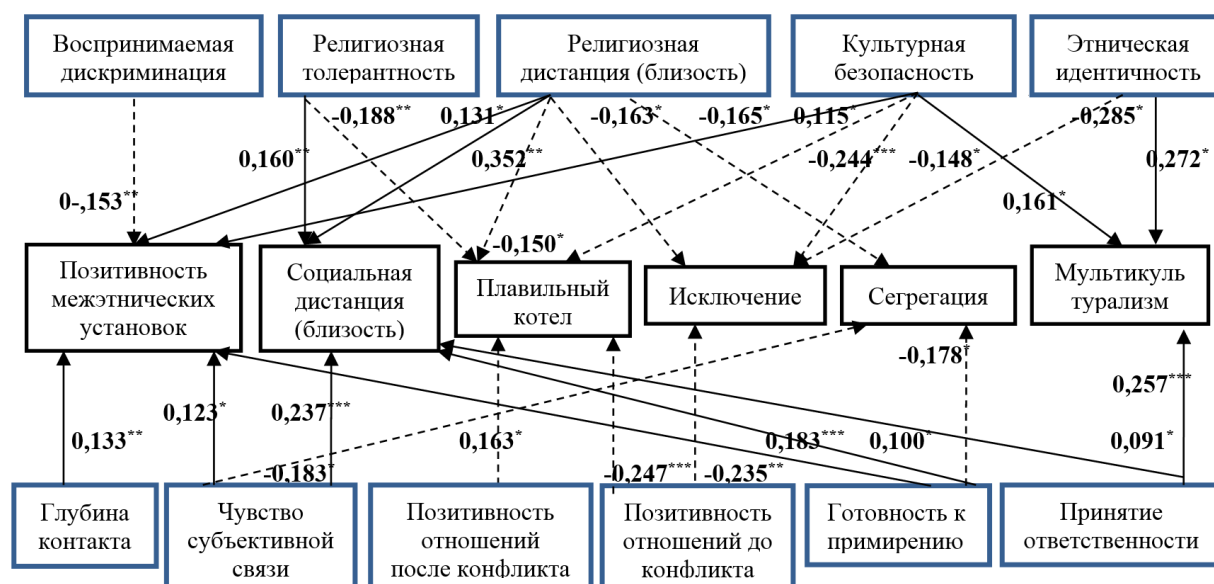 Воспринимаемая
дискриминация
Религиозная
толерантность
Религиозная
дистанция (близость)
Культурная
безопасность
Этническая
идентичность
-0,188**
0,131*
-0,163*
-0,165*
0,115*
-0,285*
0,160**
0,352**
-0,244***
-0,148*
0,272*
0-,153**
0,161*
-0,150*
Позитивность
межэтнических
установок
Социальная
дистанция
(близость)
Плавильный
котел
Исключение
Сегрегация
Мультикуль
турализм
-0,178*
0,257***
0,123*
0,237***
0,133**
0,163*
0,183***
0,100*
0,091*
-0,183*
-0,247***
-0,235**
Глубина
контакта
Чувство
субъективной
связи
Позитивность
отношений
после конфликта
Позитивность
отношений до
конфликта
Готовность к
примирению
Принятие
ответственности